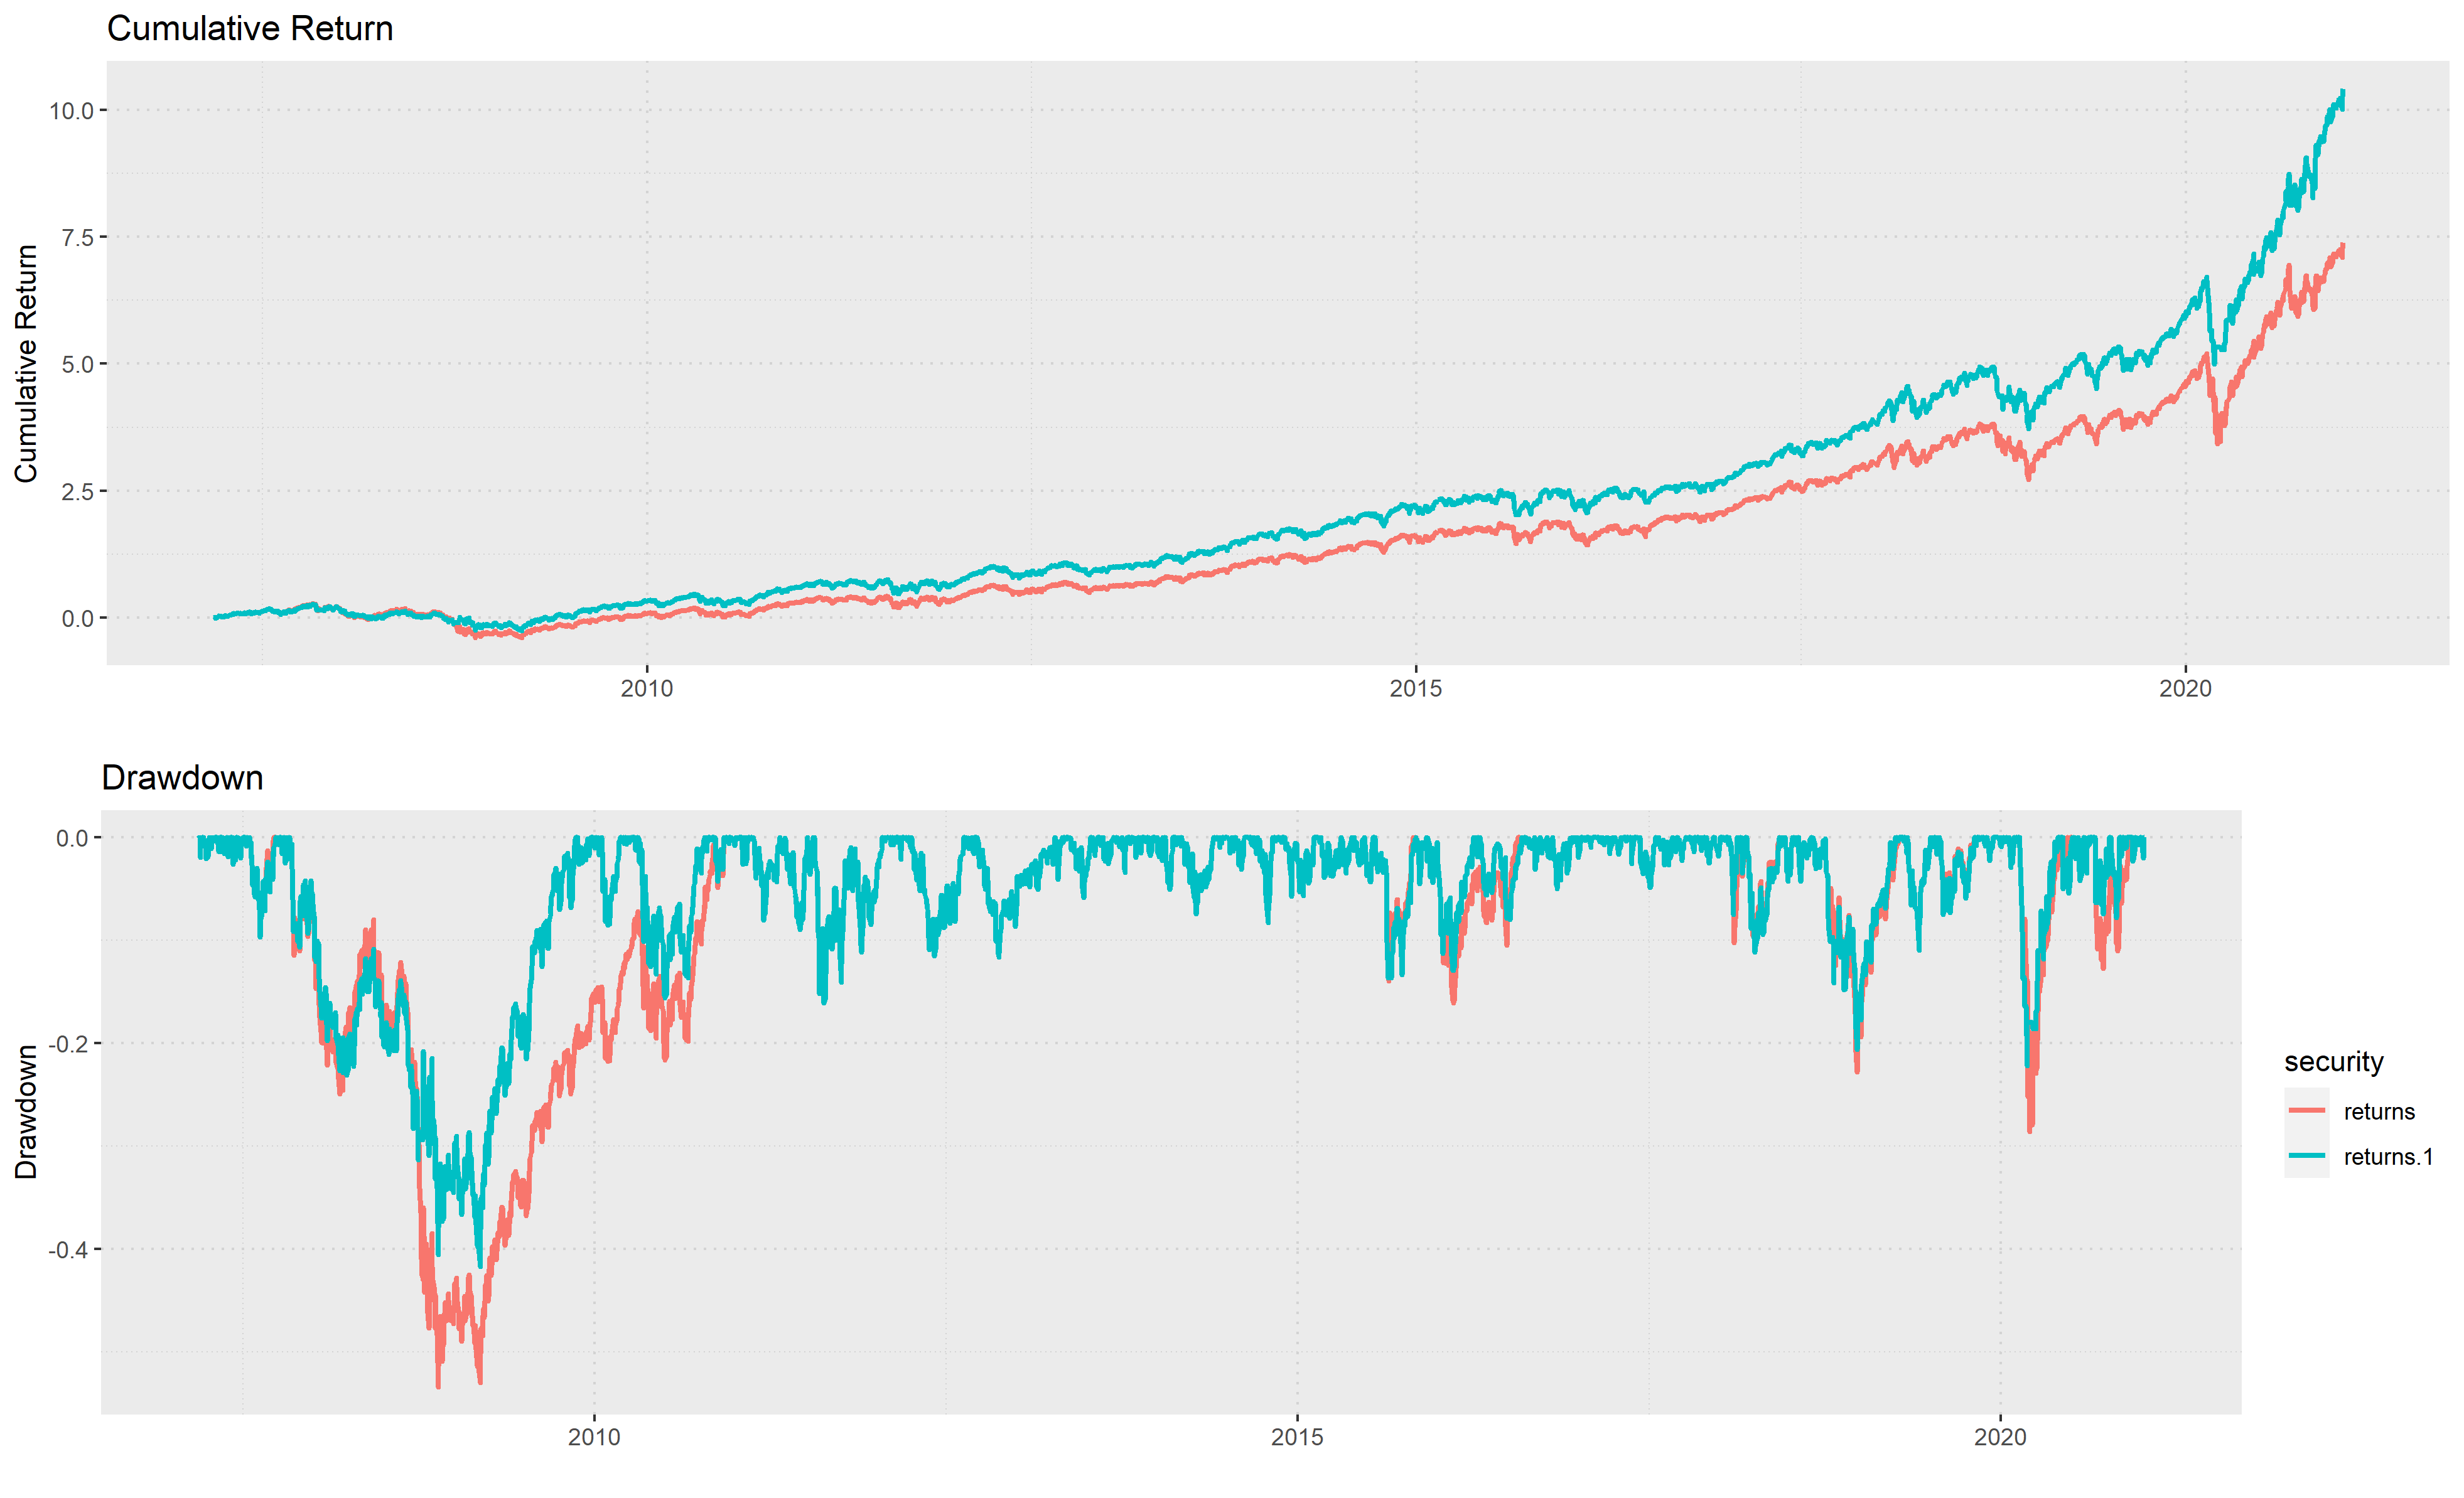 Cumulative Return
Cumulative Return
10.0
7.5
5.0
2.5
0.0
2010 2015 2020
Drawdown
Drawdown
0.0
-0.2
-0.4
2010 2015 2020
security
returns
returns.1